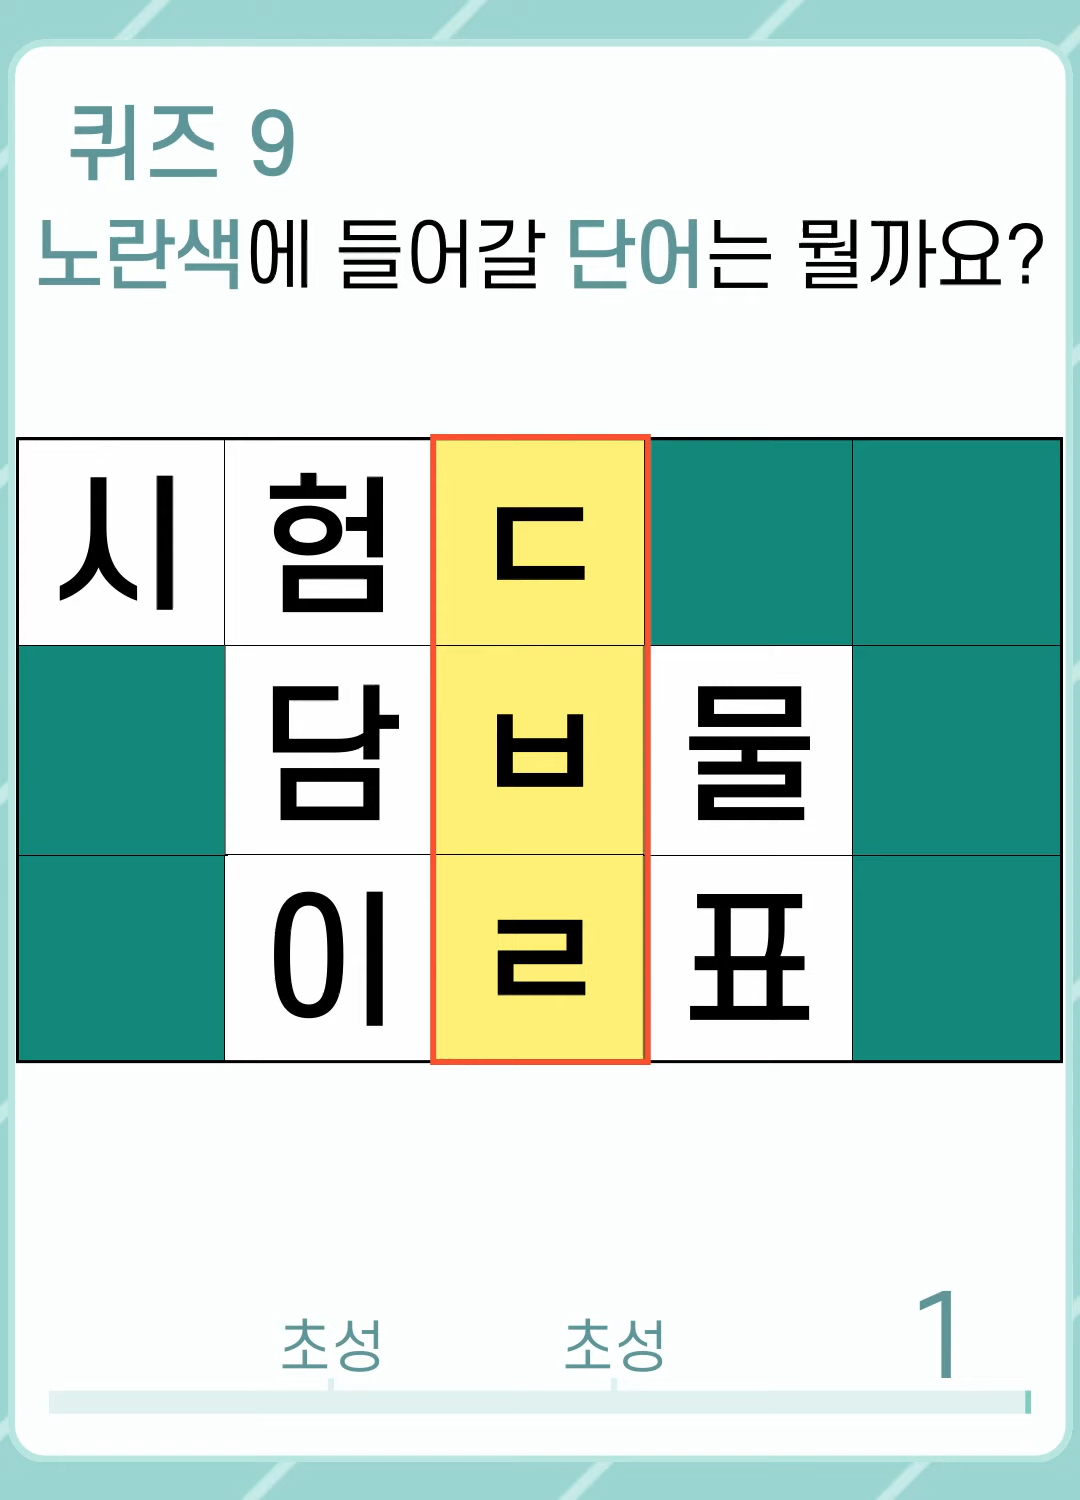 퀴즈 9
노란색에 들어갈 단어는 뭘까요?
시 험 ㄷ
담 ㅂ 물
이 ㄹ 표
초성 초성 1